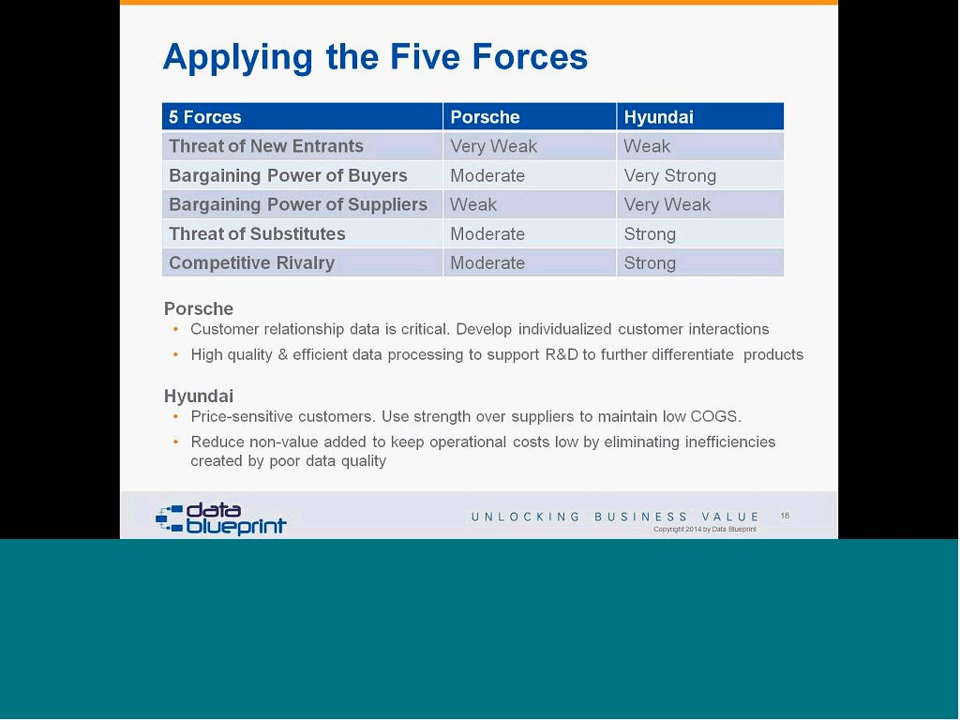 Applying the Five Forces
5 Forces Porsche Hyundai
Threat of New Entrants Very Weak Weak
Bargaining Power of Buyers Moderate Very Strong
Bargaining Power of Suppliers Weak Very Weak
Threat of Substitutes Moderate Strong
Competitive Rivalry Moderate Strong
Porsche
• Customer relationship data is critical. Develop individualized customer interactions
• High quality & efficient data processing to support R&D to further differentiate products
Hyundai
• Price-sensitive customers. Use strength over suppliers to maintain low COGS.
• Reduce non-value added to keep operational costs low by eliminating inefficiencies
created by poor data quality
data
blueprint
UNLOCKING BUSINESS VALUE 18
Copyright 2014 by Data Blueprint